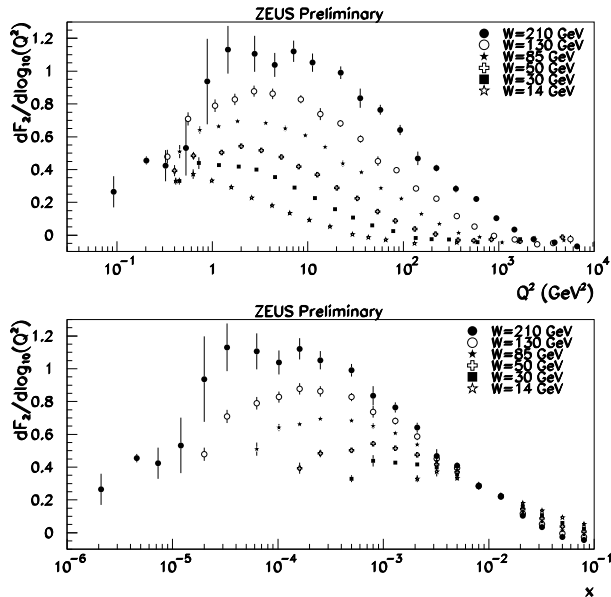 ZEUS Preliminary
dF₂/dlog₁₀(Q²)
1.2
1
0.8
0.6
0.4
0.2
0
W=210 GeV
W=130 GeV
W=85 GeV
W=50 GeV
W=30 GeV
W=14 GeV
10⁻¹ 1 10 10² 10³ 10⁴
Q² (GeV²)
ZEUS Preliminary
dF₂/dlog₁₀(Q²)
1.2
1
0.8
0.6
0.4
0.2
0
W=210 GeV
W=130 GeV
W=85 GeV
W=50 GeV
W=30 GeV
W=14 GeV
10⁻⁶ 10⁻⁵ 10⁻⁴ 10⁻³ 10⁻² 10⁻¹
x